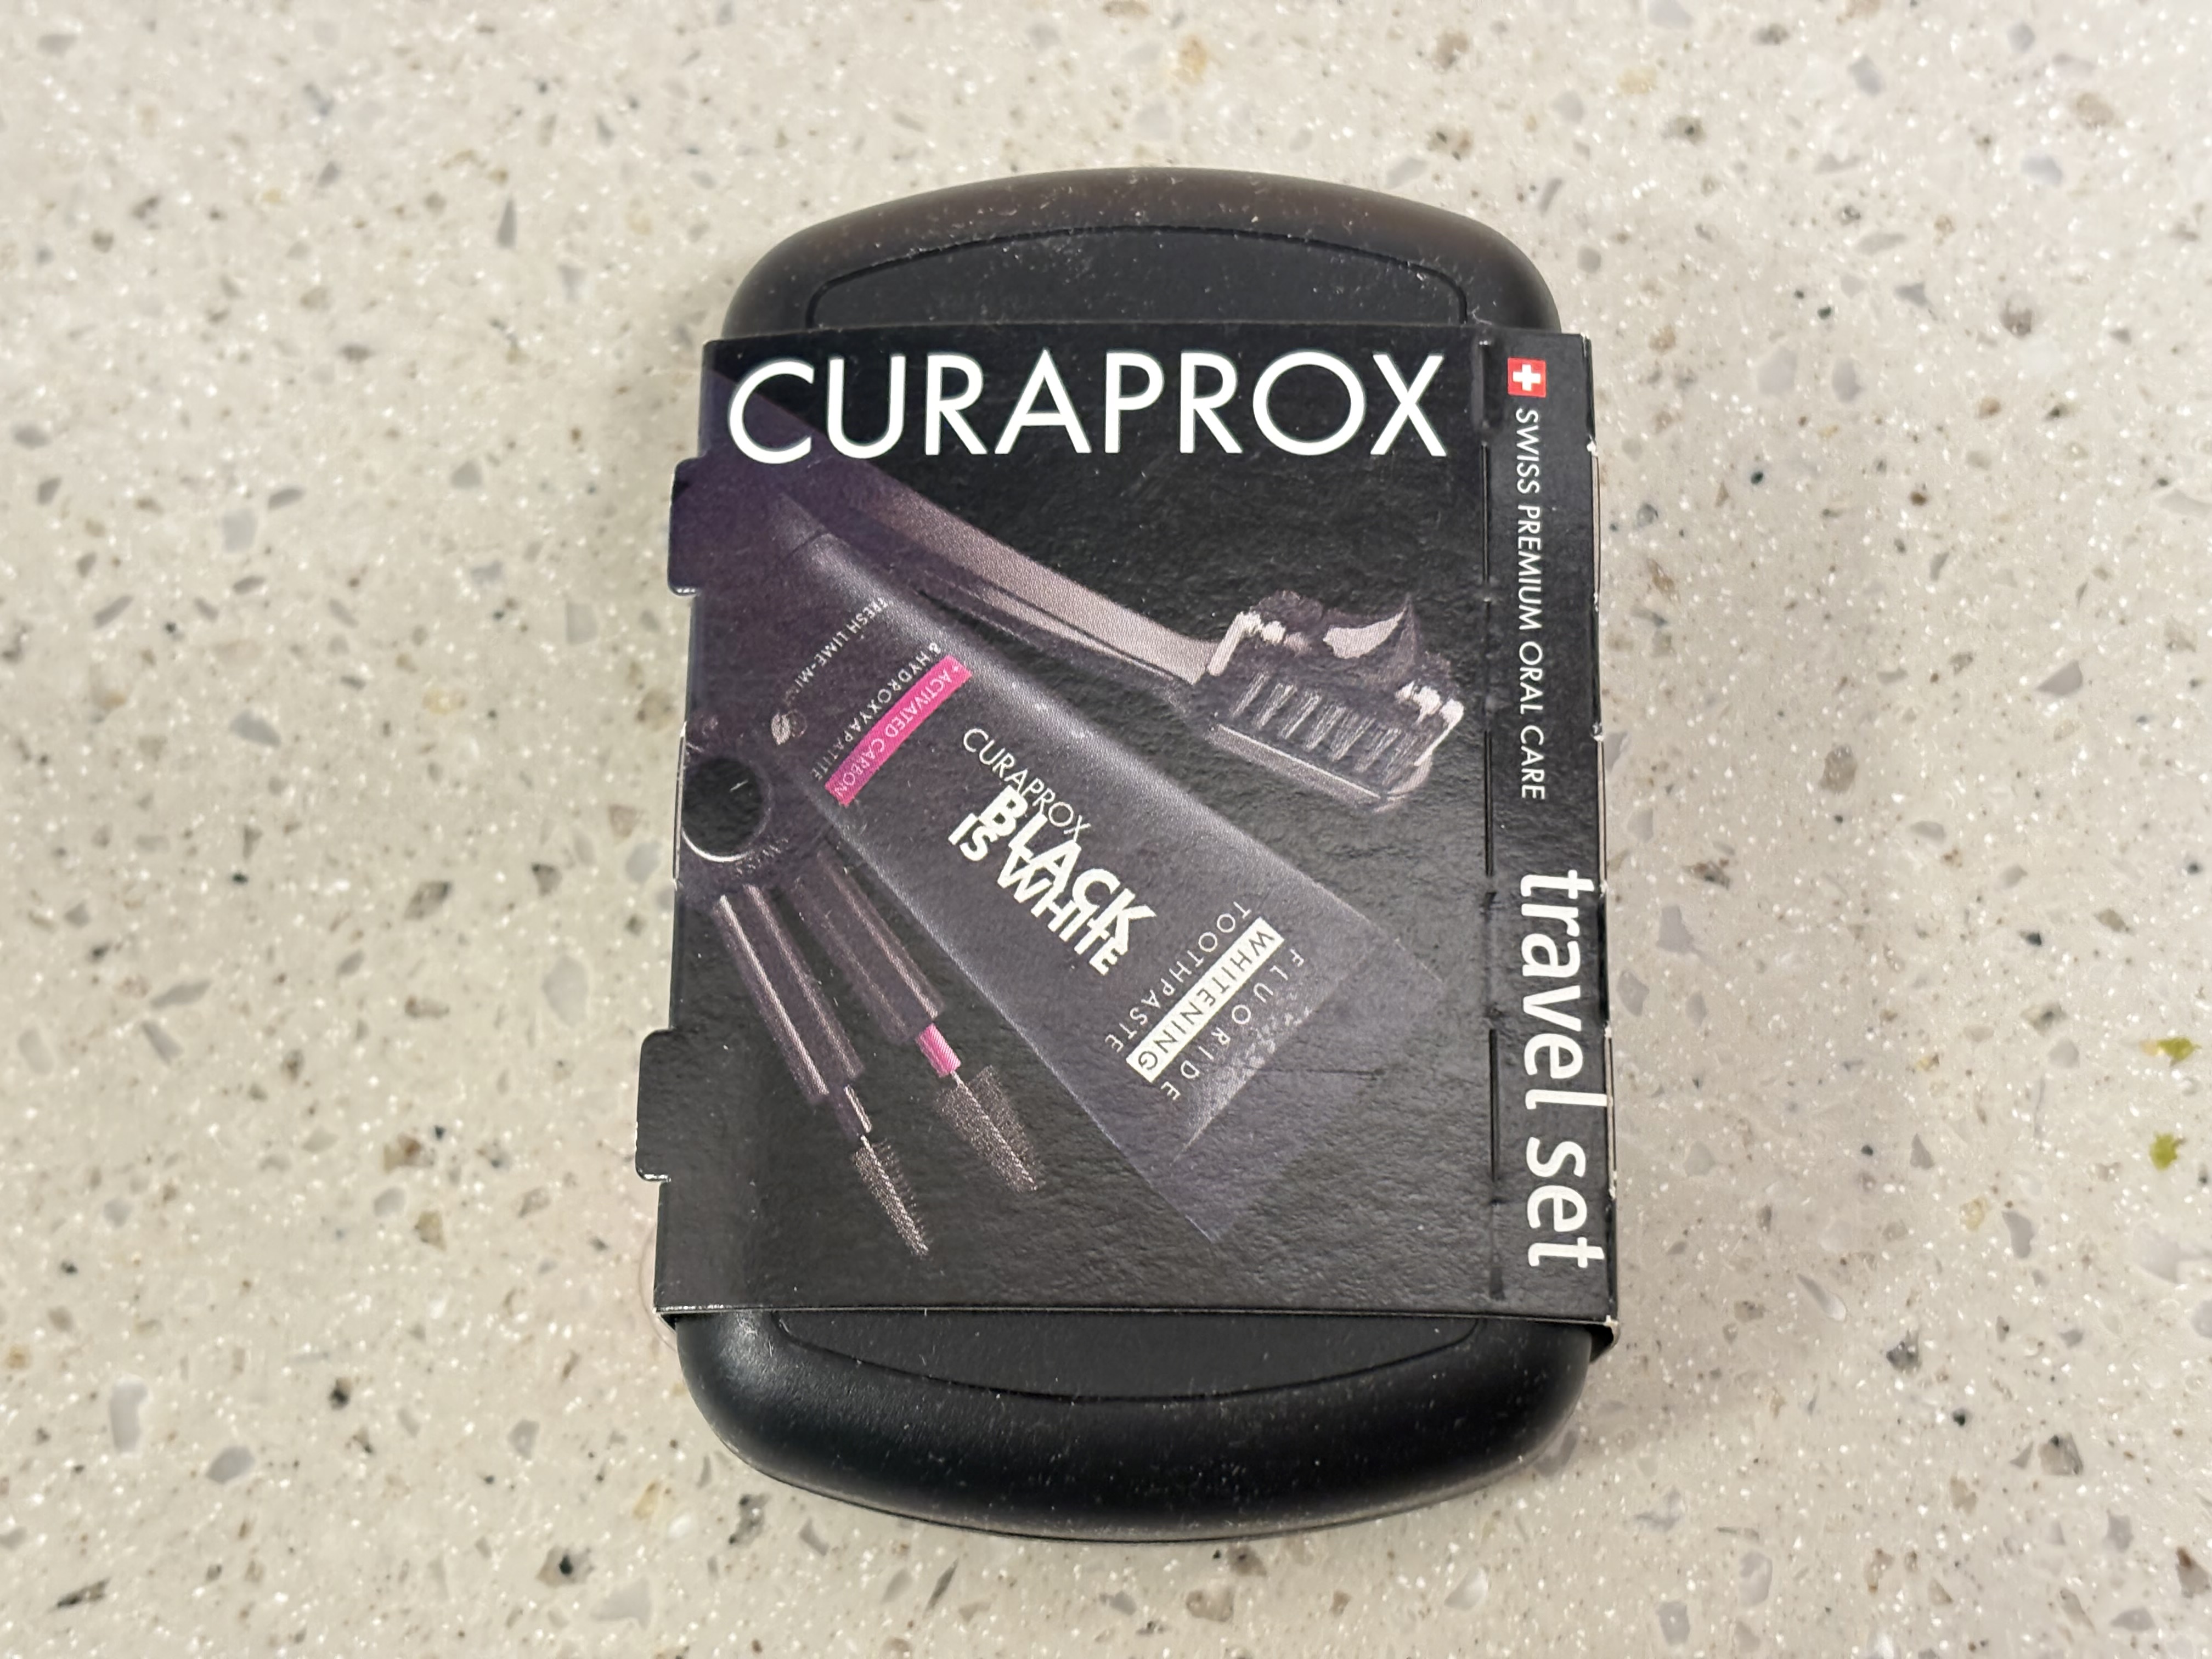 CURAPROX
SWISS PREMIUM ORAL CARE
travel set
FRESH LIME-
& HYDROXYAPATITE
+ ACTIVATED CARBON
CURAPROX
BLACK
IS WHITE
TOOTHPASTE
WHITENING
FLUORIDE